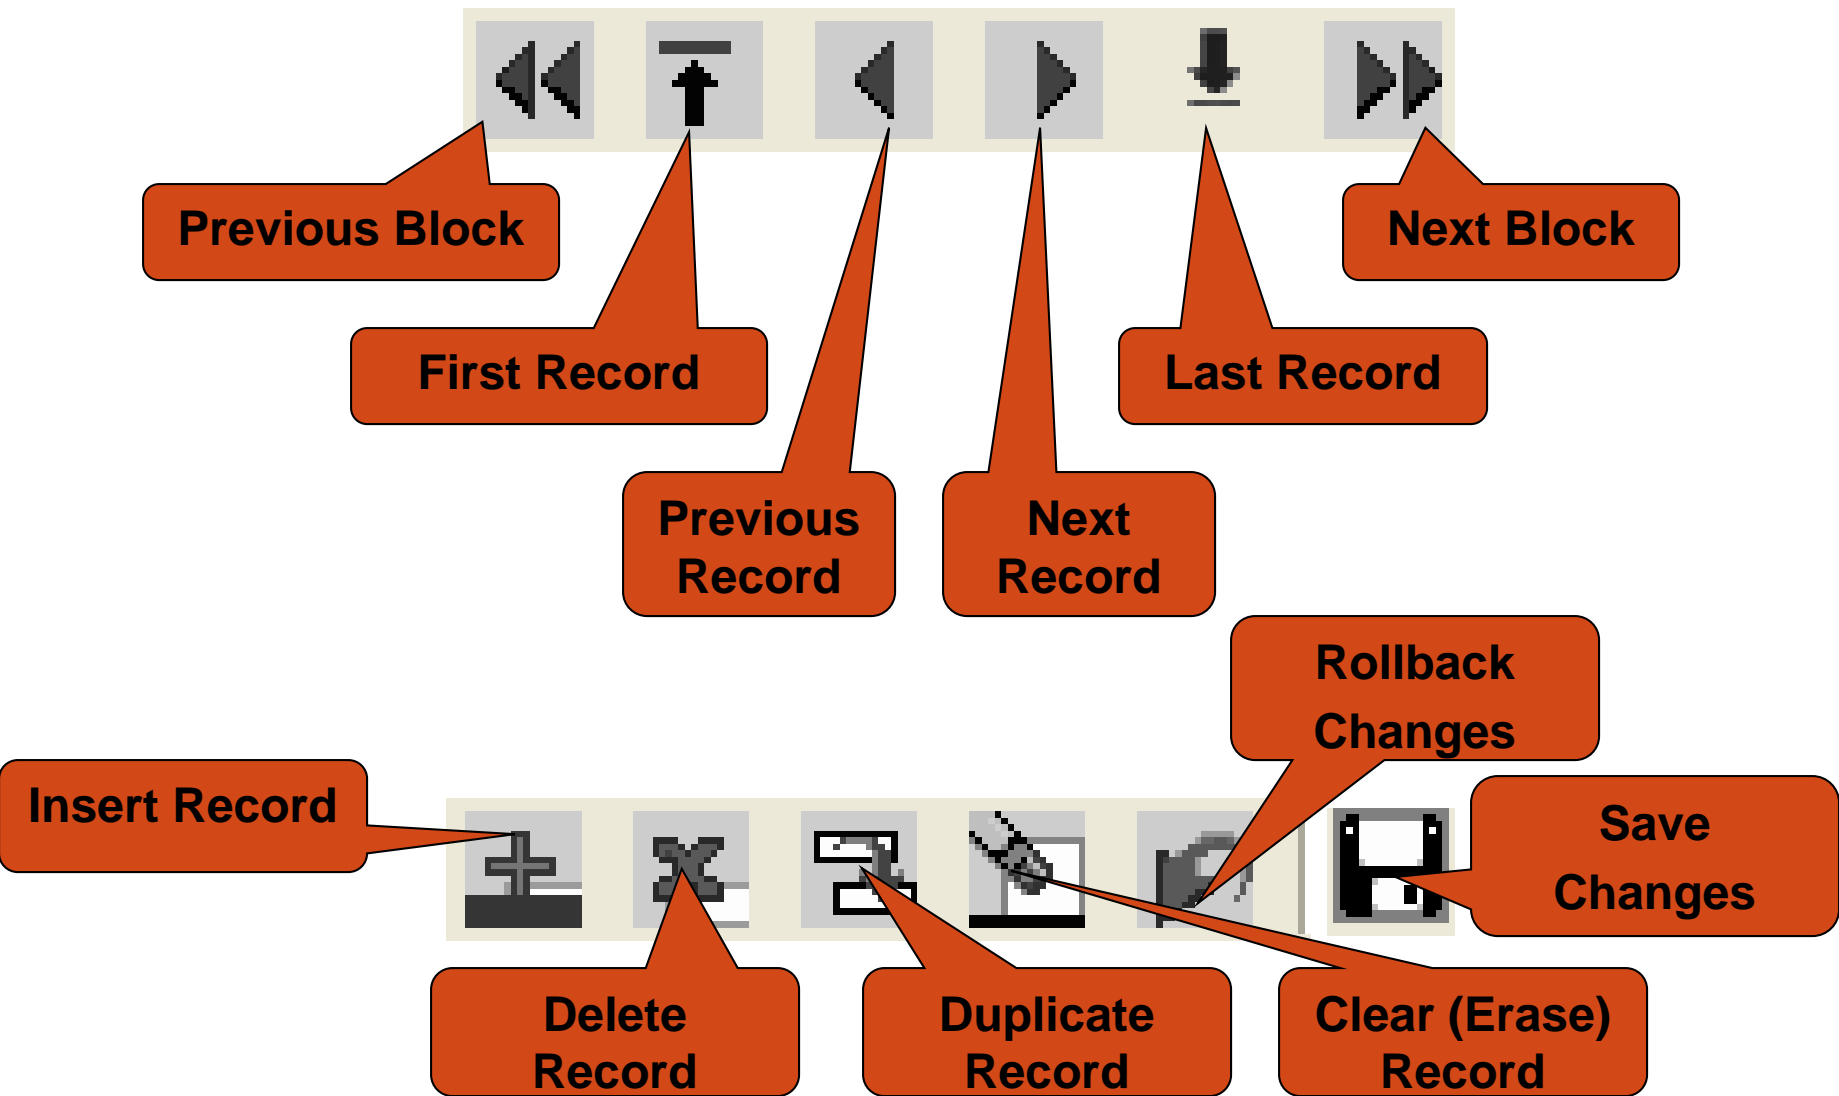 Previous Block
Next Block
First Record
Last Record
Previous
Record
Next
Record
Rollback
Changes
Insert Record
Save
Changes
Delete
Record
Duplicate
Record
Clear (Erase)
Record